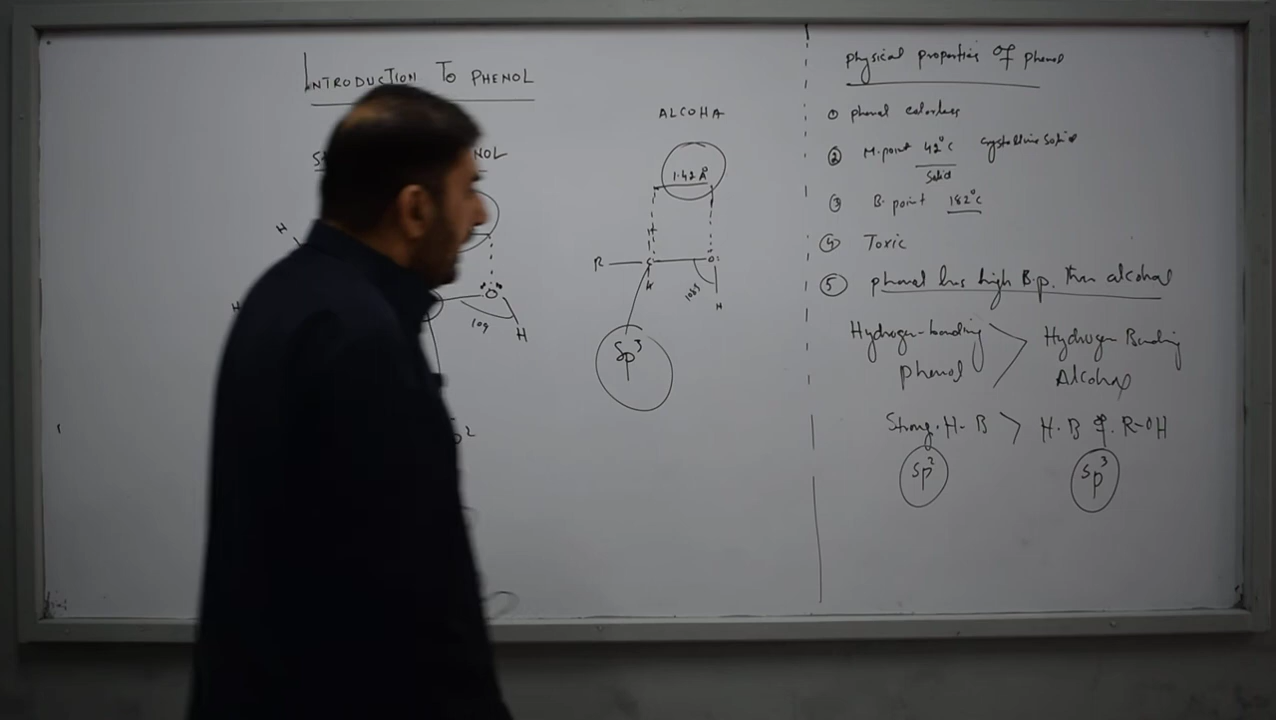 INTRODUCTION TO PHENOL
NOL
H
H
109
H
ALCOHA
1.42 Å
H
R C O:
H
109.5
H
Sp³
physical properties Of phenol
① phenol colorless
② M.point 42°C crystalline solid
Solid
③ B. point 182°C
④ Toxic
⑤ phenol has high B.p. than alcohal
Hydrogen-bonding > Hydrogen Bonding
phenol Alcohal
Strong. H-B > H.B of. R-OH
Sp² Sp³